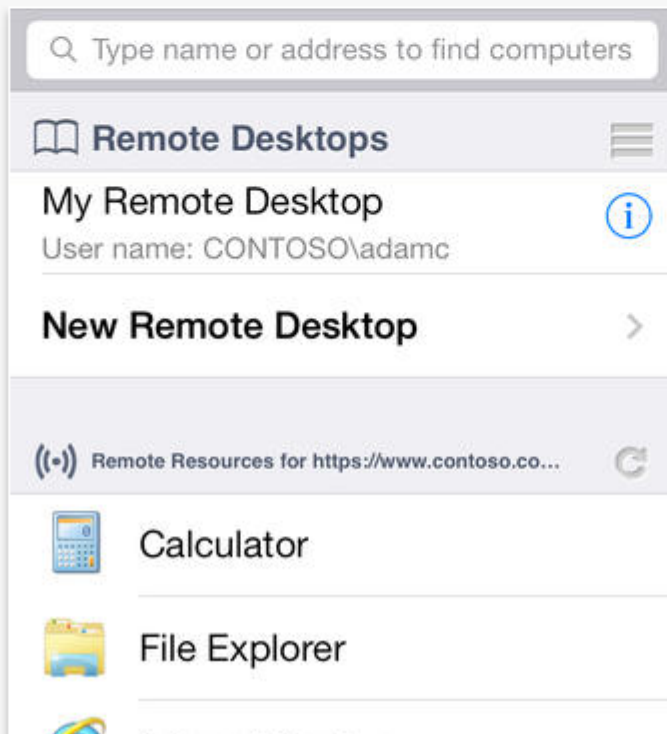 Type name or address to find computers
Remote Desktops
My Remote Desktop
User name: CONTOSO\adamc
New Remote Desktop
Remote Resources for https://www.contoso.co...
Calculator
File Explorer